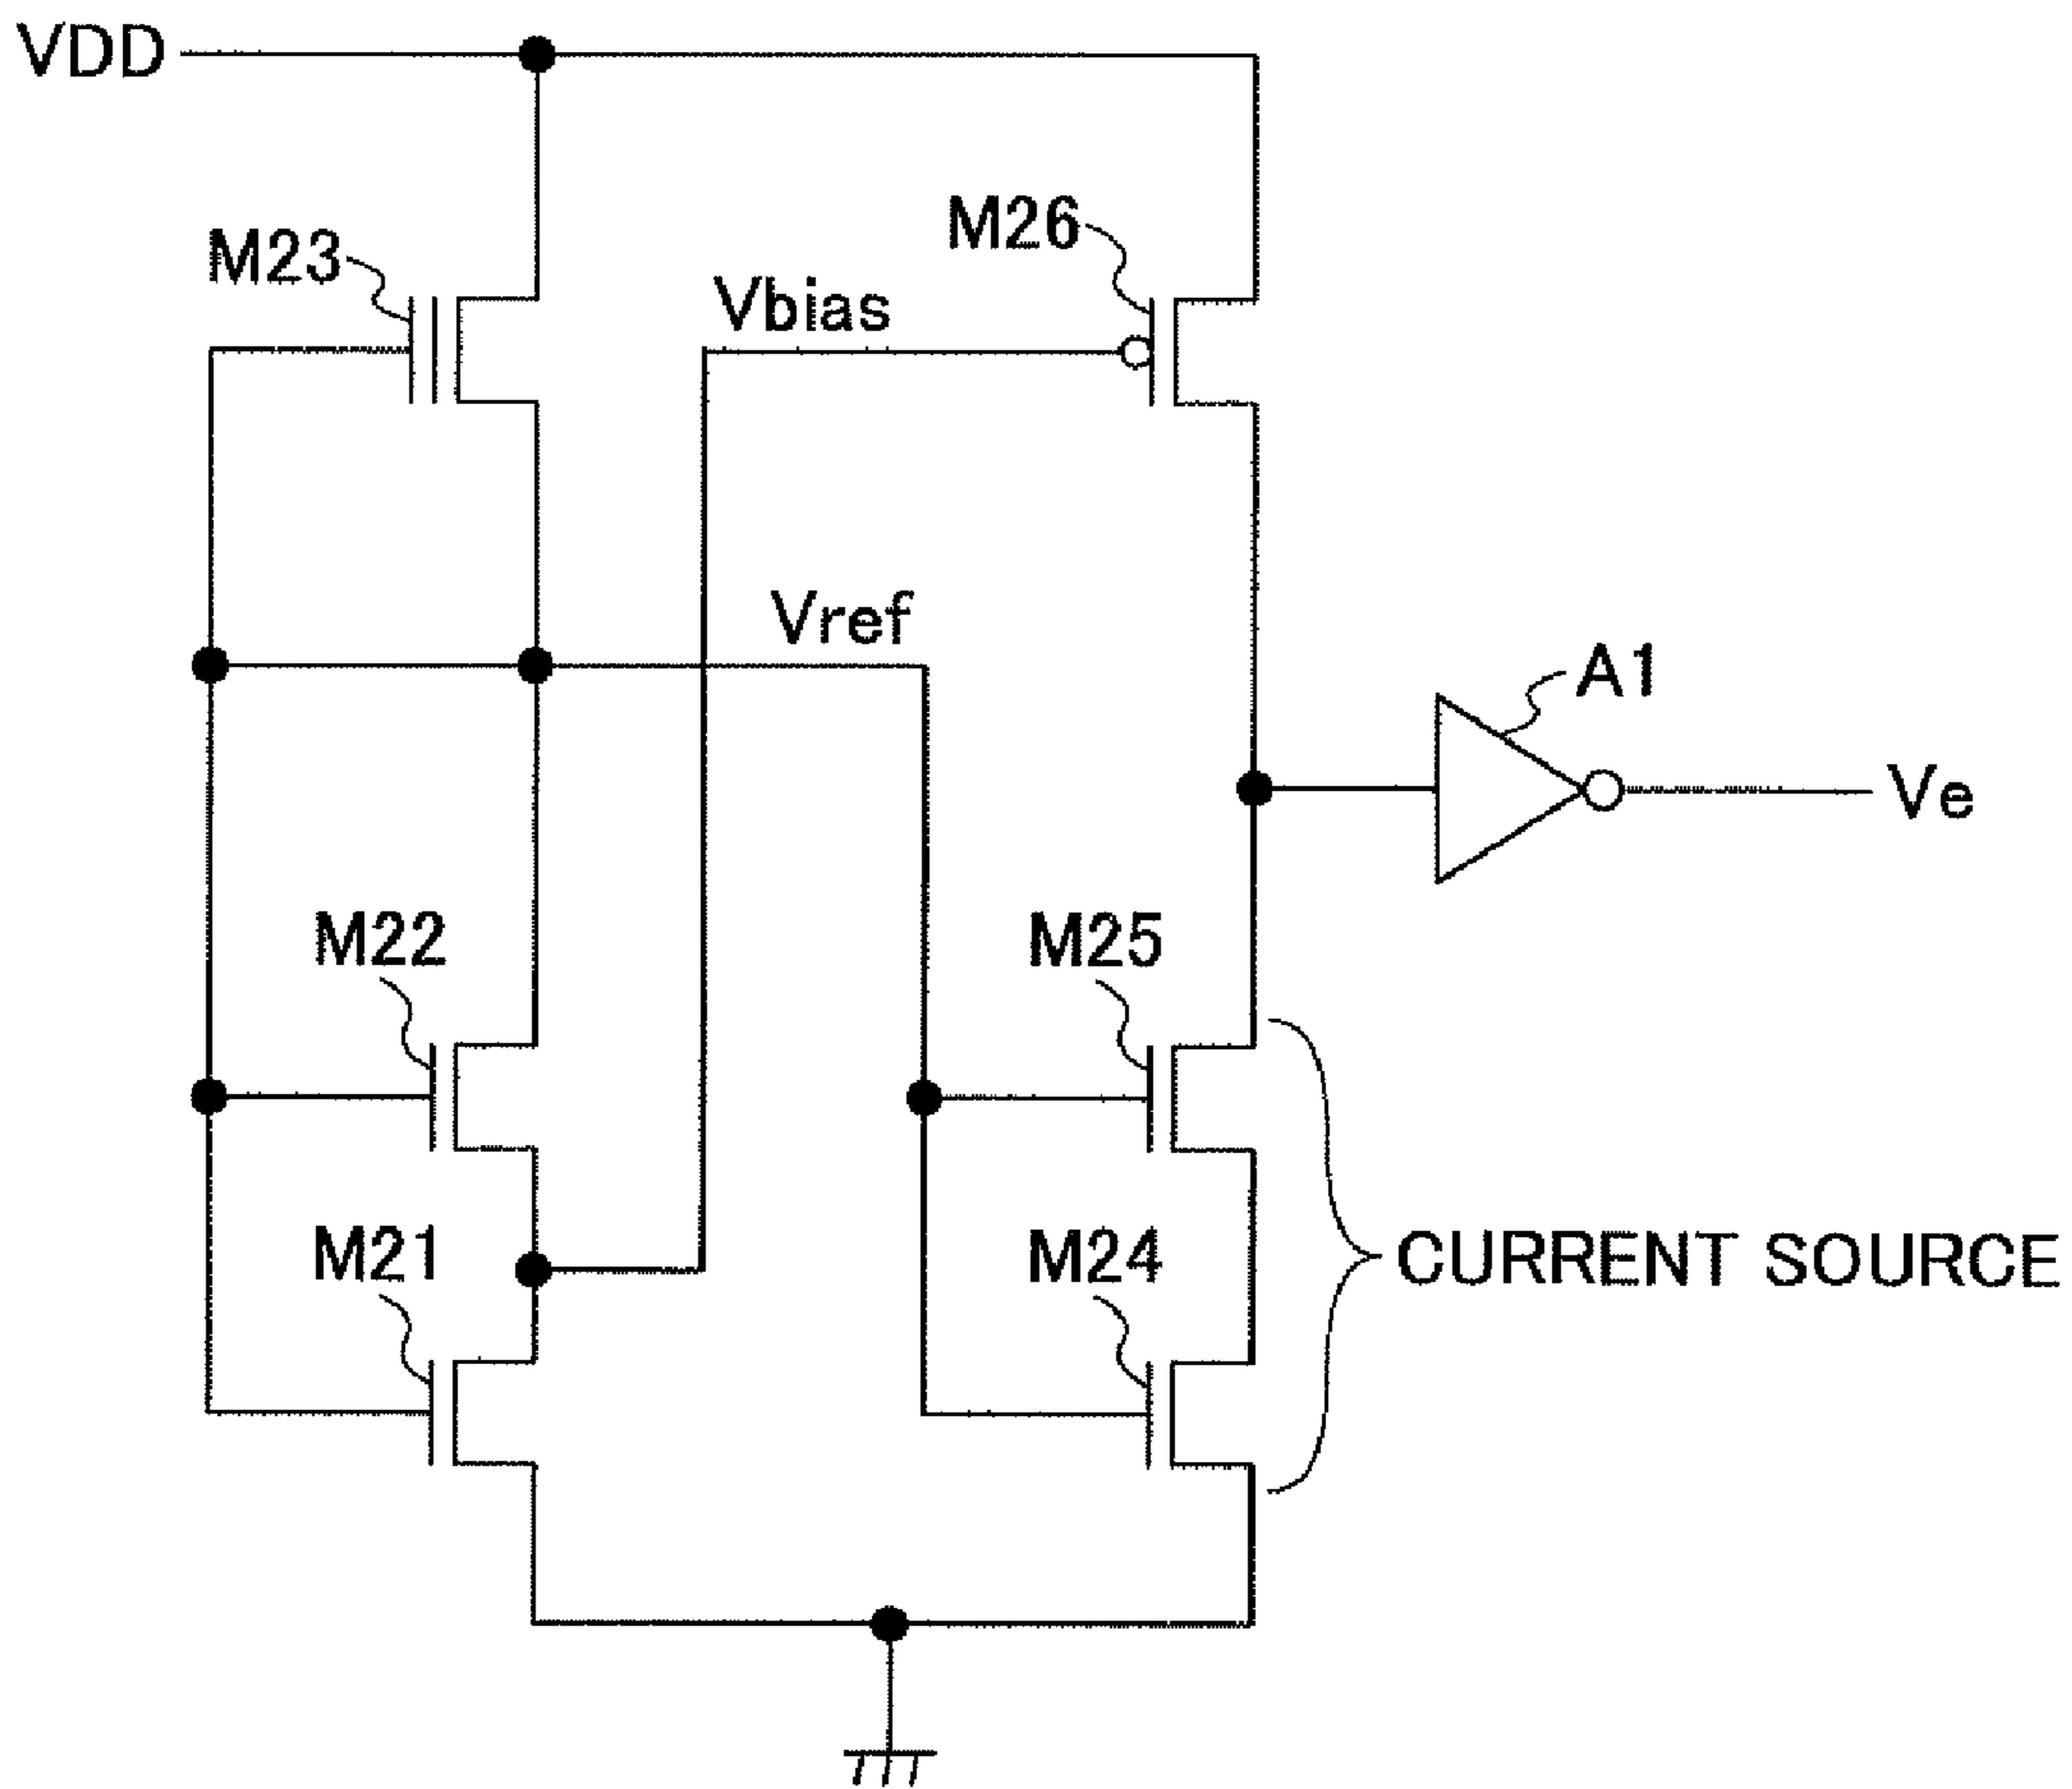 VDD
M23
M26
Vbias
Vref
A1
Ve
M22
M25
M21
M24
CURRENT SOURCE